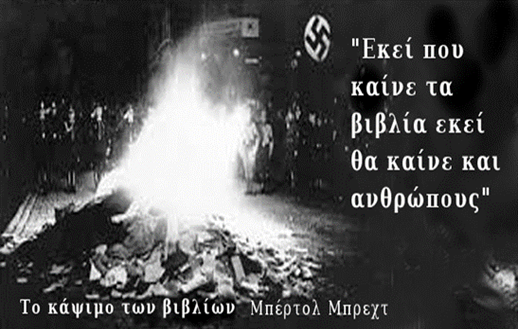 "Εκεί που
καίνε τα
βιβλία εκεί
θα καίνε και
ανθρώπους"
Το κάψιμο των βιβλίων Μπέρτολ Μπρεχτ